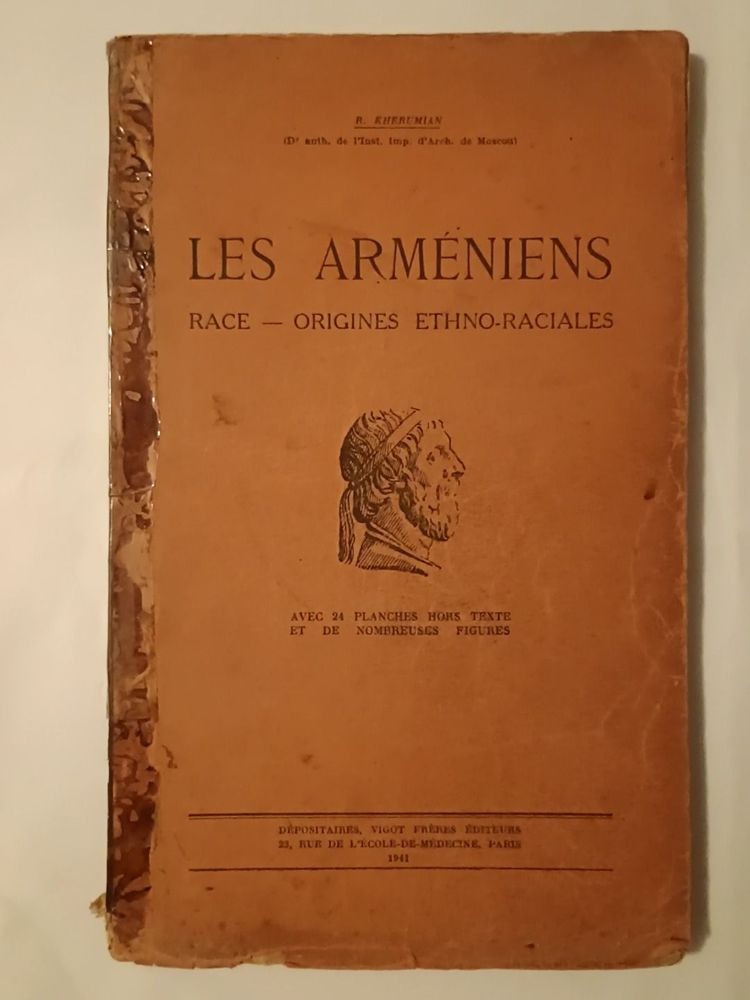 R. KHERUMIAN
(Dr auth. de l'Inst. Imp. d'Arch. de Moscou)
LES ARMÉNIENS
RACE — ORIGINES ETHNO-RACIALES
AVEC 24 PLANCHES HORS TEXTE
ET DE NOMBREUSES FIGURES
DÉPOSITAIRES, VIGOT FRÈRES ÉDITEURS
23, RUE DE L'ÉCOLE-DE-MÉDECINE, PARIS
1941